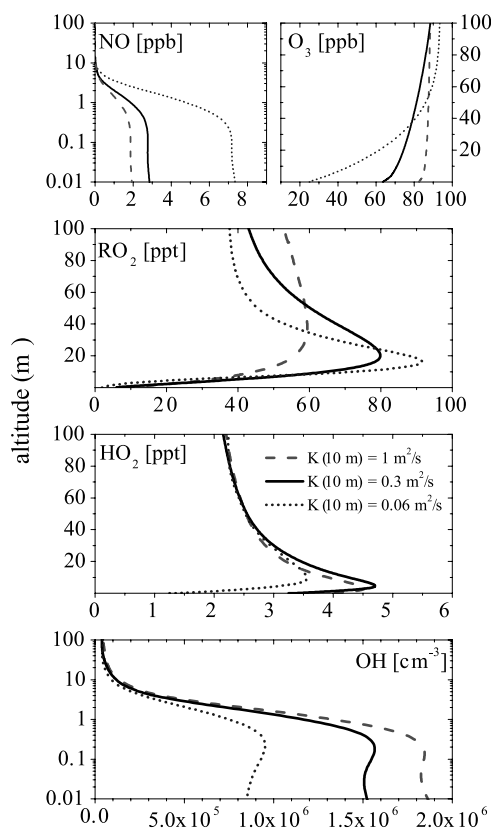 NO [ppb]
O3 [ppb]
100
10
1
0.1
0.01
100
80
60
40
20
0 2 4 6 8
20 40 60 80 100
RO2 [ppt]
100
80
60
40
20
0 20 40 60 80 100
altitude (m)
HO2 [ppt]
K (10 m) = 1 m2/s
K (10 m) = 0.3 m2/s
K (10 m) = 0.06 m2/s
100
80
60
40
20
0 1 2 3 4 5 6
OH [cm-3]
100
10
1
0.1
0.01
0.0 5.0x10^5 1.0x10^6 1.5x10^6 2.0x10^6